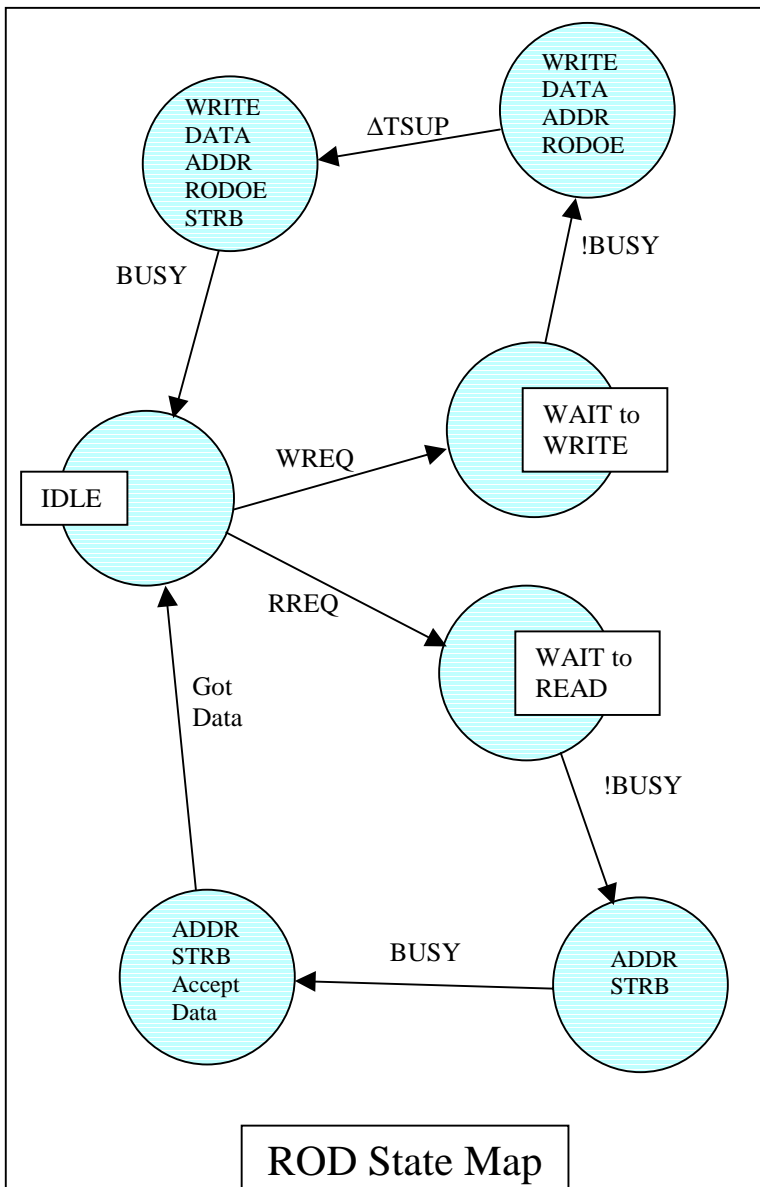 WRITE
DATA
ADDR
RODOE
WRITE
DATA
ADDR
RODOE
STRB
ΔTSUP
BUSY
!BUSY
WAIT to
WRITE
WREQ
IDLE
RREQ
WAIT to
READ
Got
Data
!BUSY
ADDR
STRB
Accept
Data
BUSY
ADDR
STRB
ROD State Map